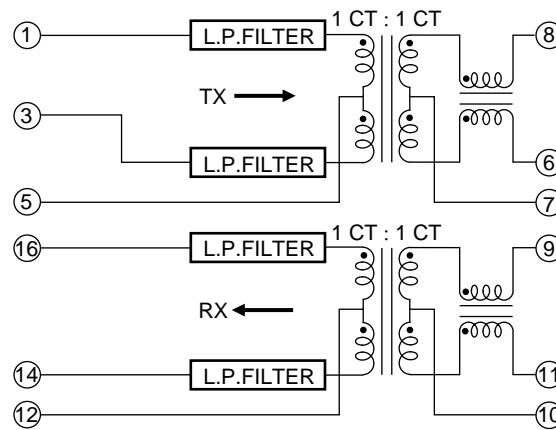 1 CT : 1 CT
1 L.P.FILTER 8
TX
3
L.P.FILTER 6
5 7
1 CT : 1 CT
16 L.P.FILTER 9
RX
14 L.P.FILTER 11
12 10